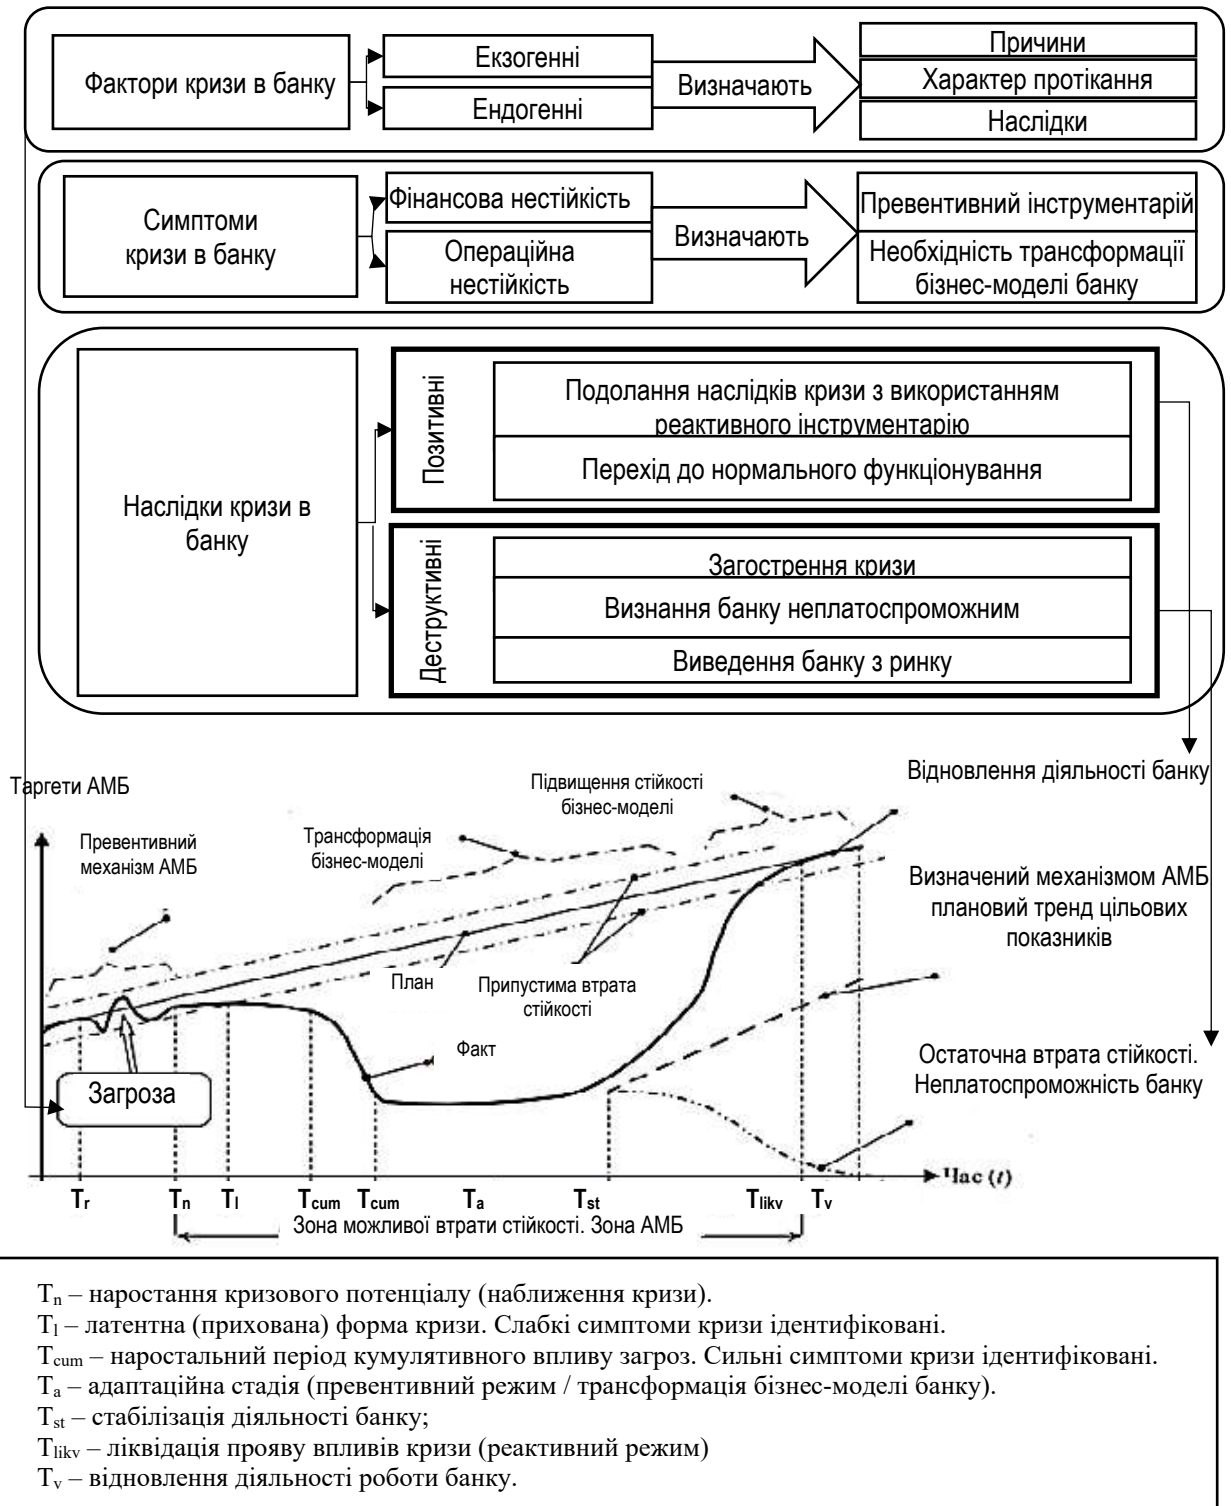 Фактори кризи в банку
Екзогенні
Ендогенні
Визначають
Причини
Характер протікання
Наслідки
Симптоми
кризи в банку
Фінансова нестійкість
Операційна
нестійкість
Визначають
Превентивний інструментарій
Необхідність трансформації
бізнес-моделі банку
Наслідки кризи в
банку
Позитивні
Подолання наслідків кризи з використанням
реактивного інструментарію
Перехід до нормального функціонування
Деструктивні
Загострення кризи
Визнання банку неплатоспроможним
Виведення банку з ринку
Таргети АМБ
Превентивний
механізм АМБ
Трансформація
бізнес-моделі
Підвищення стійкості
бізнес-моделі
Відновлення діяльності банку
Визначений механізмом АМБ
плановий тренд цільових
показників
План
Припустима втрата
стійкості
Факт
Загроза
Остаточна втрата стійкості.
Неплатоспроможність банку
Час (t)
Tr Tn Tl Tcum Tcum Ta Tst Tlikv Tv
Зона можливої втрати стійкості. Зона АМБ
Tn – наростання кризового потенціалу (наближення кризи).
Tl – латентна (прихована) форма кризи. Слабкі симптоми кризи ідентифіковані.
Tcum – наростальний період кумулятивного впливу загроз. Сильні симптоми кризи ідентифіковані.
Ta – адаптаційна стадія (превентивний режим / трансформація бізнес-моделі банку).
Tst – стабілізація діяльності банку;
Tlikv – ліквідація прояву впливів кризи (реактивний режим)
Tv – відновлення діяльності роботи банку.